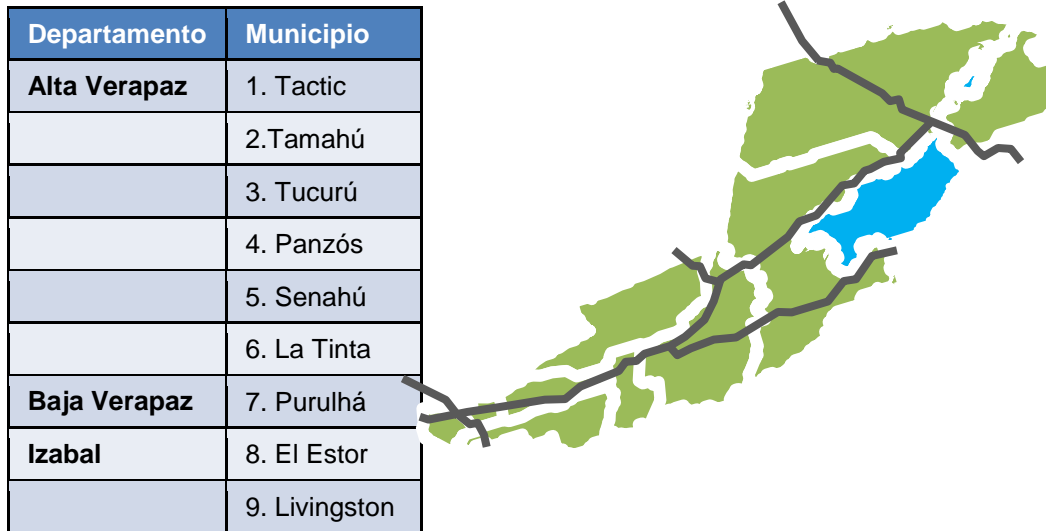 Departamento Municipio
Alta Verapaz 1. Tactic
2.Tamahú
3. Tucurú
4. Panzós
5. Senahú
6. La Tinta
Baja Verapaz 7. Purulhá
Izabal 8. El Estor
9. Livingston